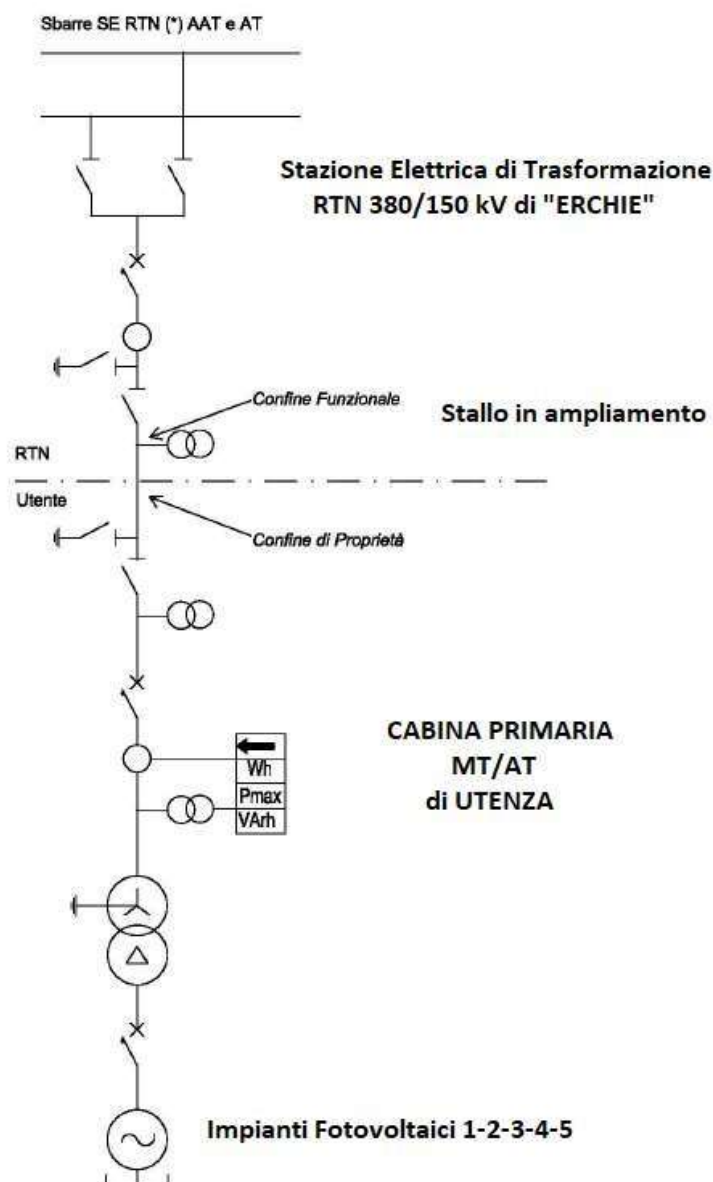 Sbarre SE RTN (*) AAT e AT
Stazione Elettrica di Trasformazione
RTN 380/150 kV di "ERCHIE"
Confine Funzionale
Stallo in ampliamento
RTN
Utente
Confine di Proprietà
CABINA PRIMARIA
MT/AT
di UTENZA
Wh
Pmax
VArh
Impianti Fotovoltaici 1-2-3-4-5